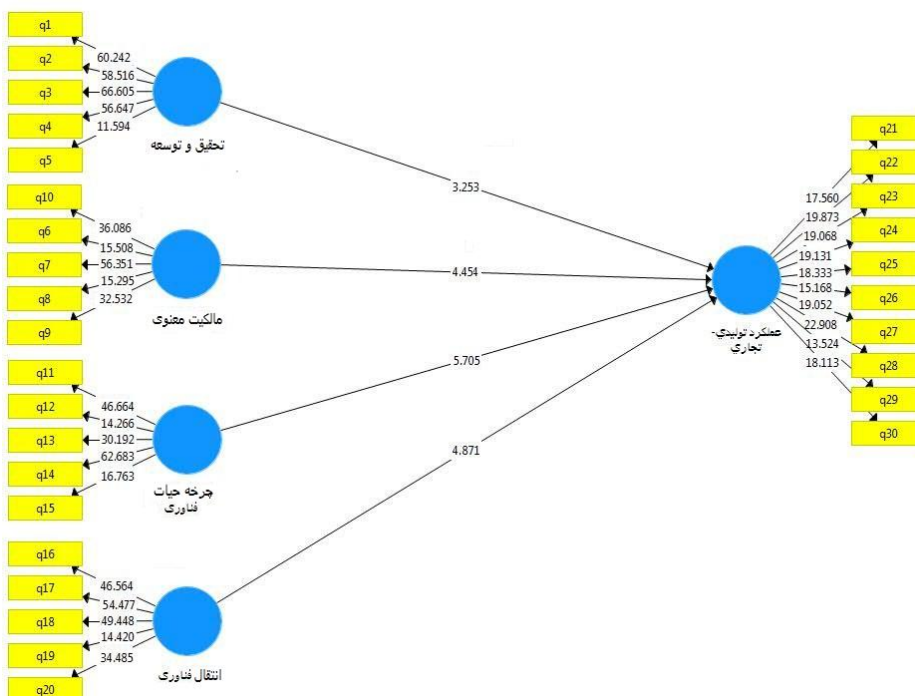 q1
q2
q3
q4
q5
60.242
58.516
66.605
56.647
11.594
تحقیق و توسعه
q10
q6
q7
q8
q9
36.086
15.508
56.351
15.295
32.532
مالکیت معنوی
q11
q12
q13
q14
q15
46.664
14.266
30.192
62.683
16.763
چرخه حیات
فناوری
q16
q17
q18
q19
q20
46.564
54.477
49.448
14.420
34.485
انتقال فناوری
3.253
4.454
5.705
4.871
عملکرد تولیدي-
تجاري
17.560
19.873
19.068
19.131
18.333
15.168
19.052
22.908
13.524
18.113
q21
q22
q23
q24
q25
q26
q27
q28
q29
q30